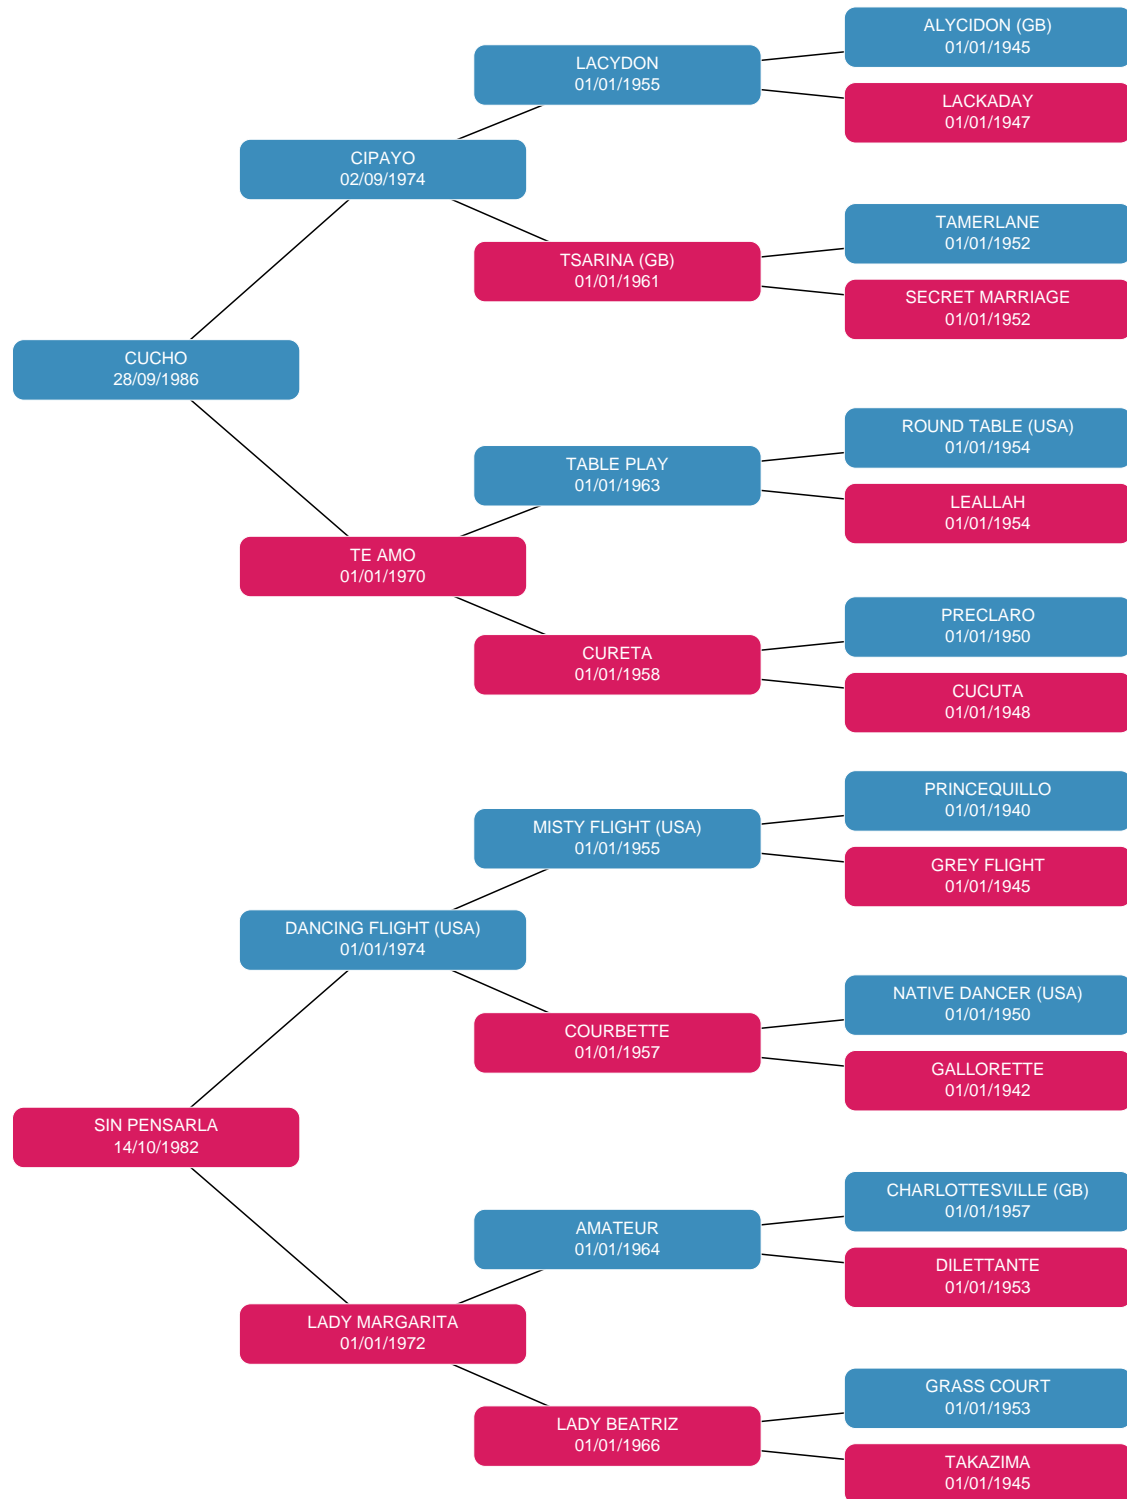 ALYCIDON (GB)
01/01/1945
LACYDON
01/01/1955
LACKADAY
01/01/1947
CIPAYO
02/09/1974
TAMERLANE
01/01/1952
TSARINA (GB)
01/01/1961
SECRET MARRIAGE
01/01/1952
CUCHO
28/09/1986
ROUND TABLE (USA)
01/01/1954
TABLE PLAY
01/01/1963
LEALLAH
01/01/1954
TE AMO
01/01/1970
PRECLARO
01/01/1950
CURETA
01/01/1958
CUCUTA
01/01/1948
PRINCEQUILLO
01/01/1940
MISTY FLIGHT (USA)
01/01/1955
GREY FLIGHT
01/01/1945
DANCING FLIGHT (USA)
01/01/1974
NATIVE DANCER (USA)
01/01/1950
COURBETTE
01/01/1957
GALLORETTE
01/01/1942
SIN PENSARLA
14/10/1982
CHARLOTTESVILLE (GB)
01/01/1957
AMATEUR
01/01/1964
DILETTANTE
01/01/1953
LADY MARGARITA
01/01/1972
GRASS COURT
01/01/1953
LADY BEATRIZ
01/01/1966
TAKAZIMA
01/01/1945